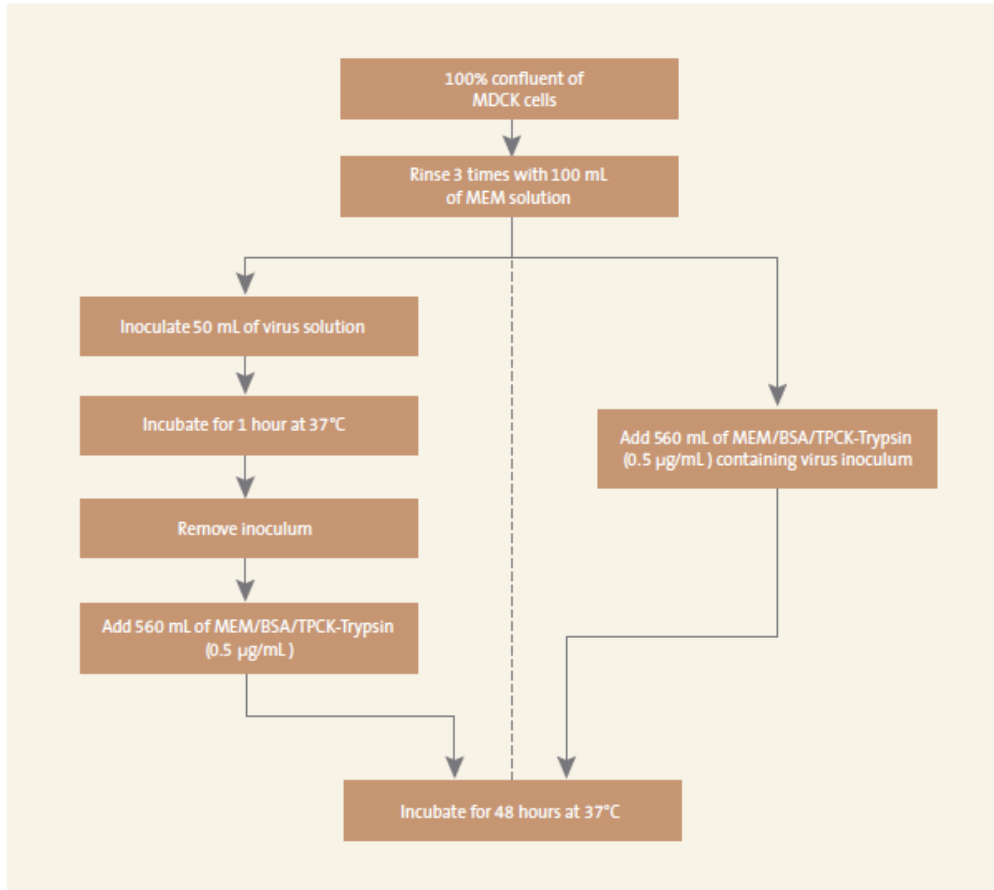 100% confluent of
MDCK cells
Rinse 3 times with 100 mL
of MEM solution
Inoculate 50 mL of virus solution
Incubate for 1 hour at 37°C
Remove inoculum
Add 560 mL of MEM/BSA/TPCK-Trypsin
(0.5 µg/mL )
Add 560 mL of MEM/BSA/TPCK-Trypsin
(0.5 µg/mL ) containing virus inoculum
Incubate for 48 hours at 37°C